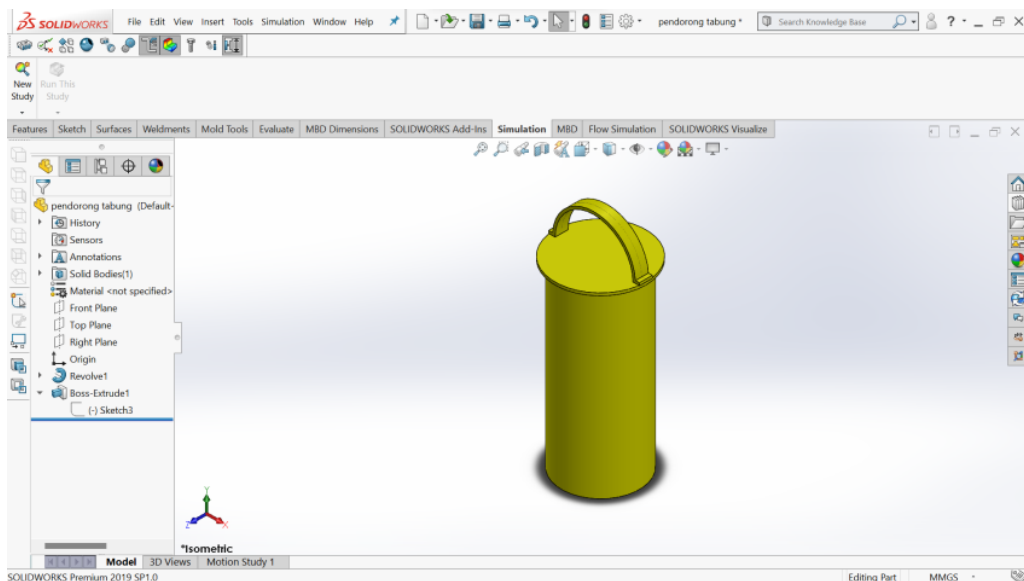 SOLIDWORKS File Edit View Insert Tools Simulation Window Help pendorong tabung * Search Knowledge Base
New Study
Run This Study
Features Sketch Surfaces Weldments Mold Tools Evaluate MBD Dimensions SOLIDWORKS Add-Ins Simulation MBD Flow Simulation SOLIDWORKS Visualize
pendorong tabung (Default-
History
Sensors
Annotations
Solid Bodies(1)
Material <not specified>
Front Plane
Top Plane
Right Plane
Origin
Revolve1
Boss-Extrude1
(-) Sketch3
Y
Z X
*Isometric
Model 3D Views Motion Study 1
SOLIDWORKS Premium 2019 SP1.0 Editing Part MMGS